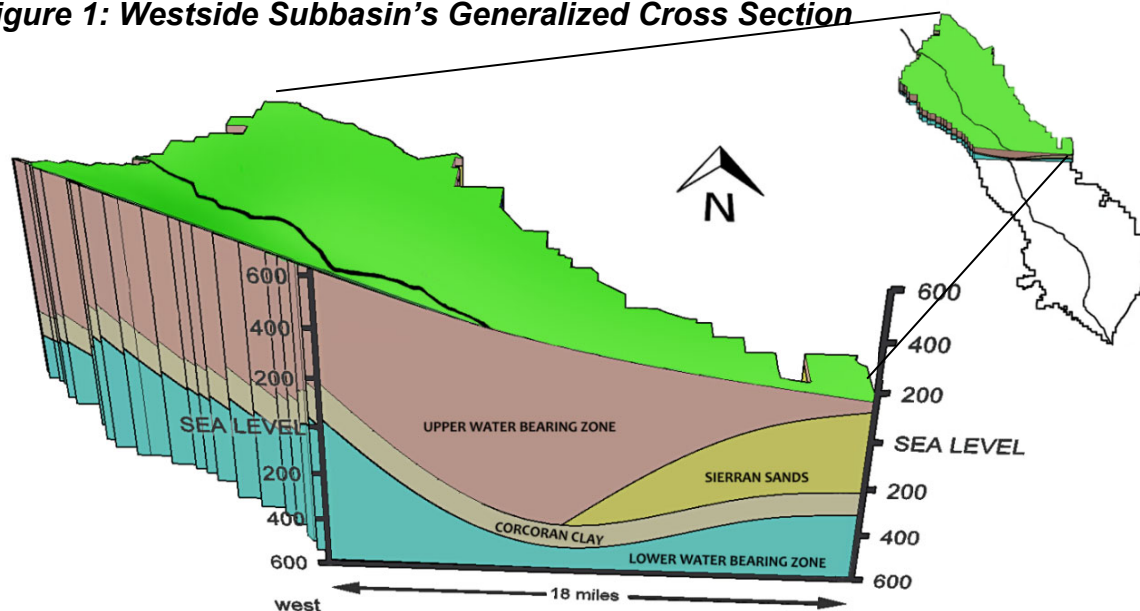 igure 1: Westside Subbasin's Generalized Cross Section
N
600
400
200
SEA LEVEL
200
400
600
600
400
200
SEA LEVEL
200
400
600
UPPER WATER BEARING ZONE
SIERRAN SANDS
CORCORAN CLAY
LOWER WATER BEARING ZONE
18 miles
west